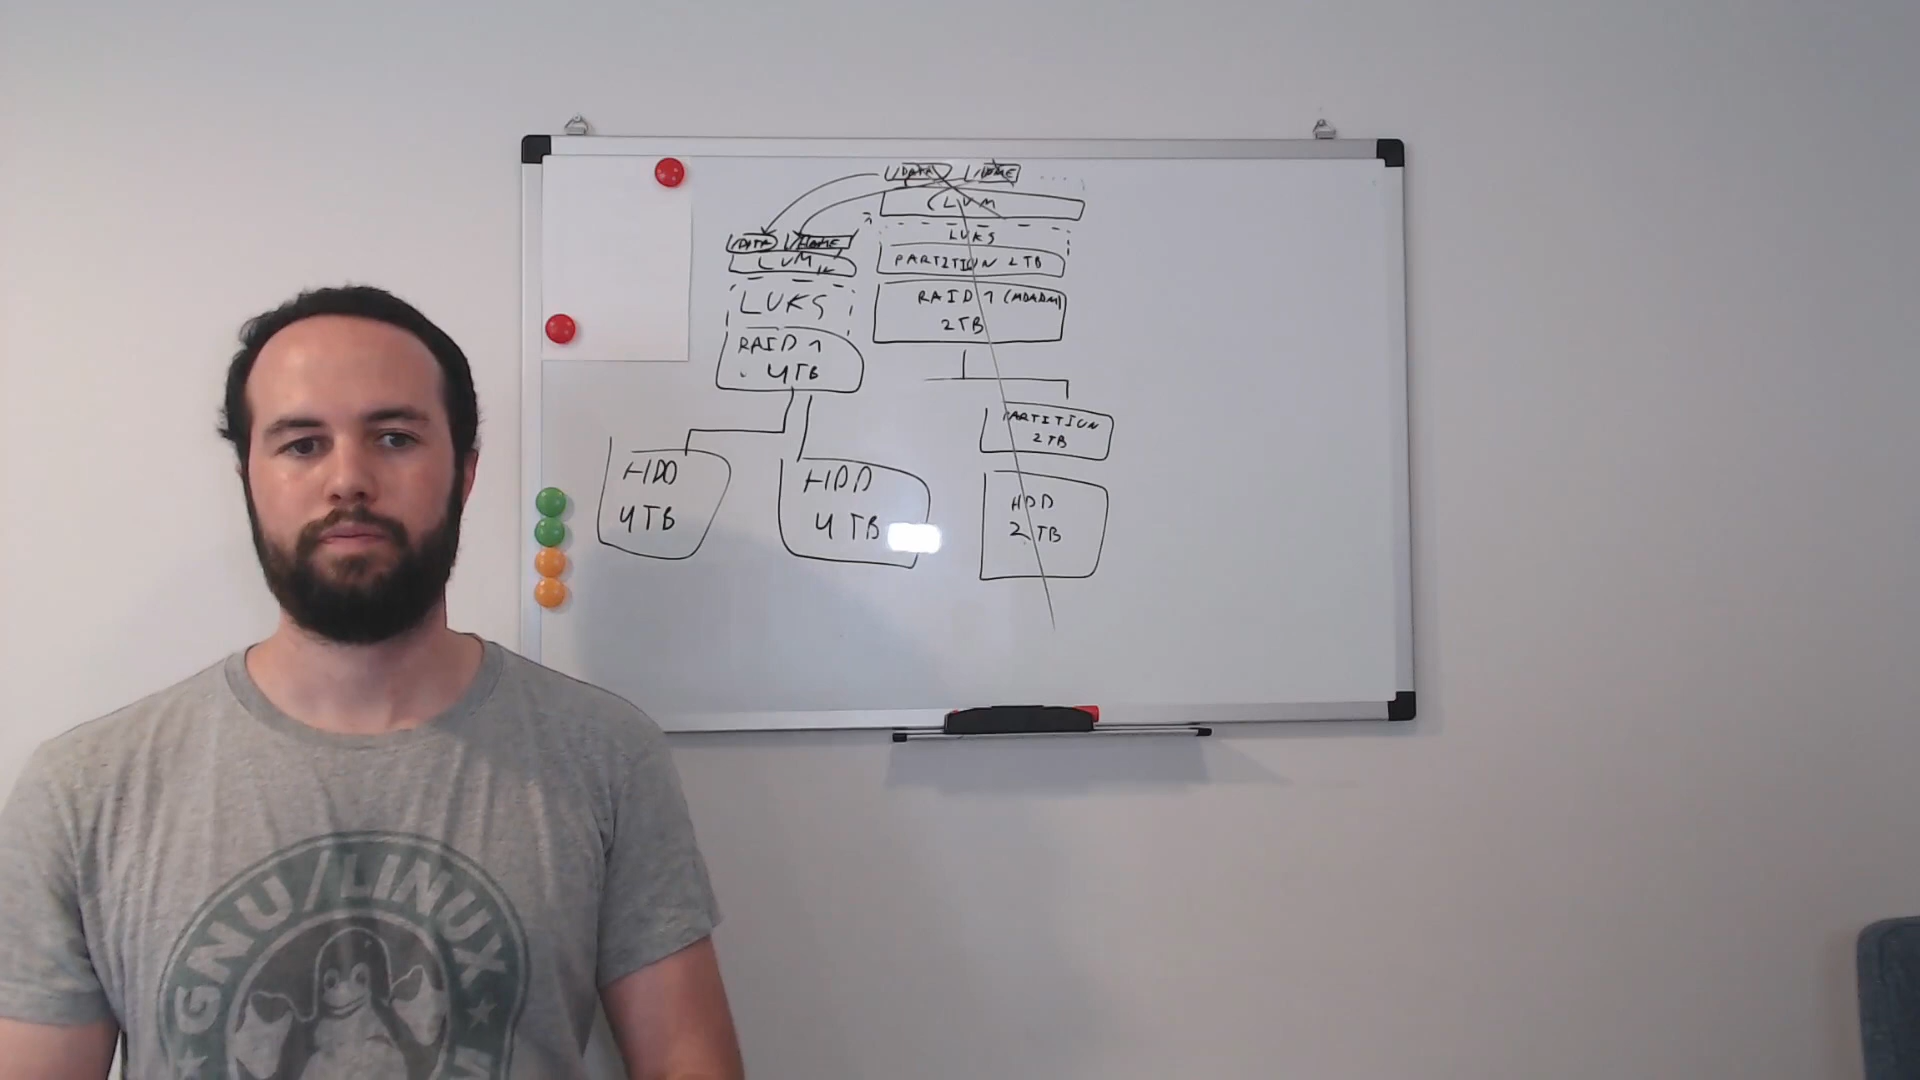 /DATA /HOME ....
LVM
/DATA /HOME
LVM
LUKS
PARTITION 2TB
LUKS
RAID 1 (MDADM)
2TB
RAID 1
4TB
PARTITION
2TB
HDD
4TB
HDD
4TB
HDD
2TB
GNU/LINUX